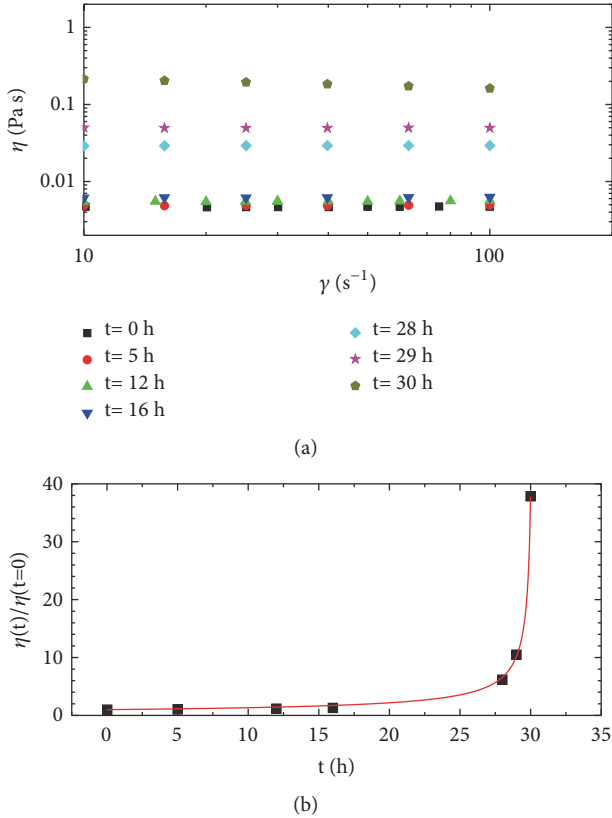 1
0.1
0.01
η (Pa s)
10
100
γ (s⁻¹)
t= 0 h
t= 5 h
t= 12 h
t= 16 h
t= 28 h
t= 29 h
t= 30 h
(a)
40
30
20
10
0
η(t)/η(t=0)
0 5 10 15 20 25 30 35
t (h)
(b)